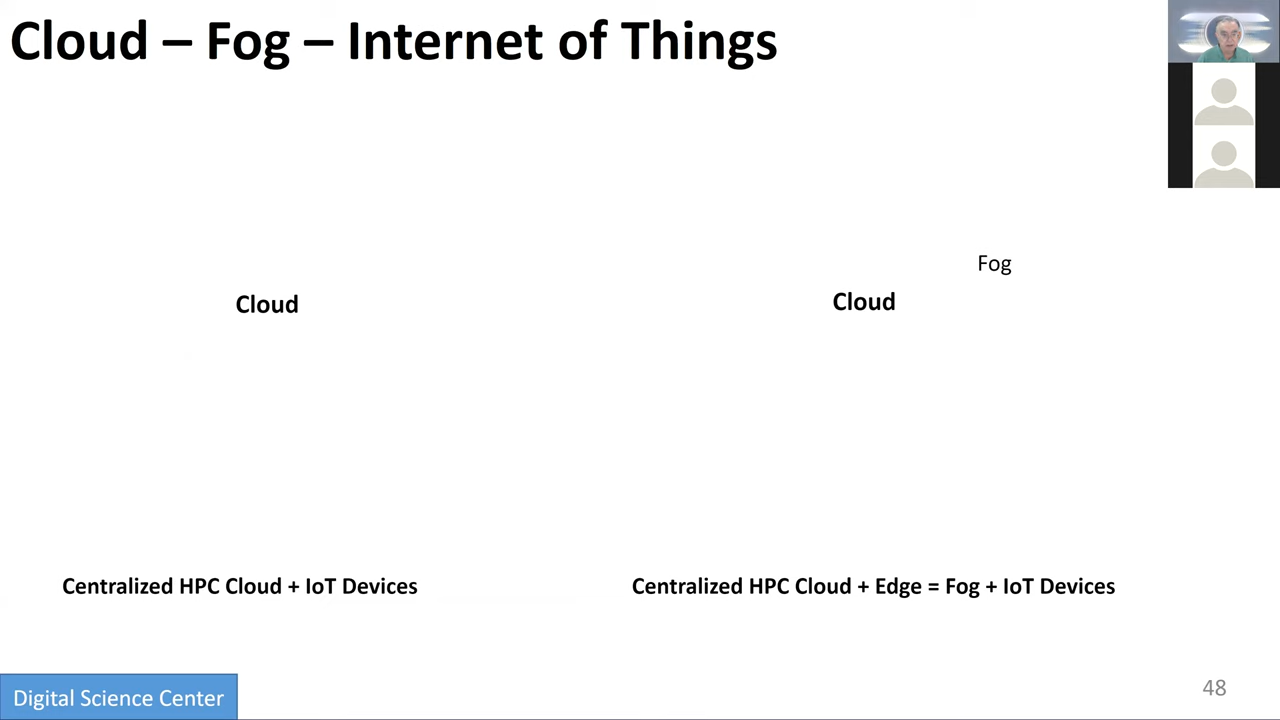 Cloud – Fog – Internet of Things
Fog
Cloud
Cloud
Centralized HPC Cloud + IoT Devices
Centralized HPC Cloud + Edge = Fog + IoT Devices
Digital Science Center
48